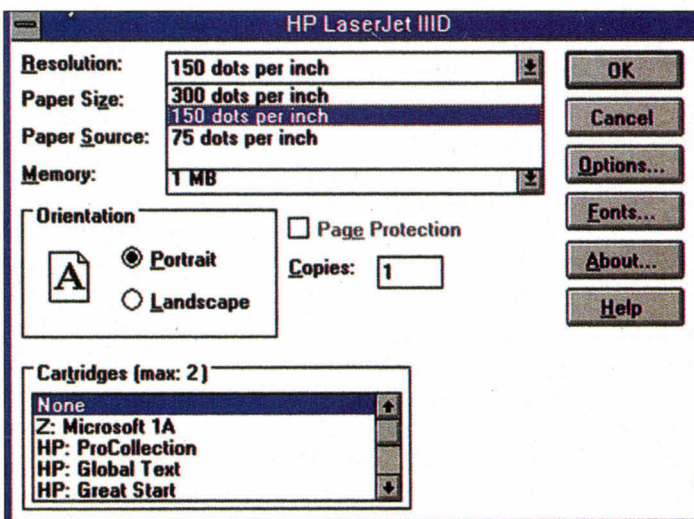 HP LaserJet IIID
Resolution:
150 dots per inch
300 dots per inch
150 dots per inch
75 dots per inch
Paper Size:
Paper Source:
Memory:
1 MB
OK
Cancel
Options...
Fonts...
About...
Help
Orientation
A
Portrait
Landscape
Page Protection
Copies:
1
Cartridges (max: 2)
None
Z: Microsoft 1A
HP: ProCollection
HP: Global Text
HP: Great Start